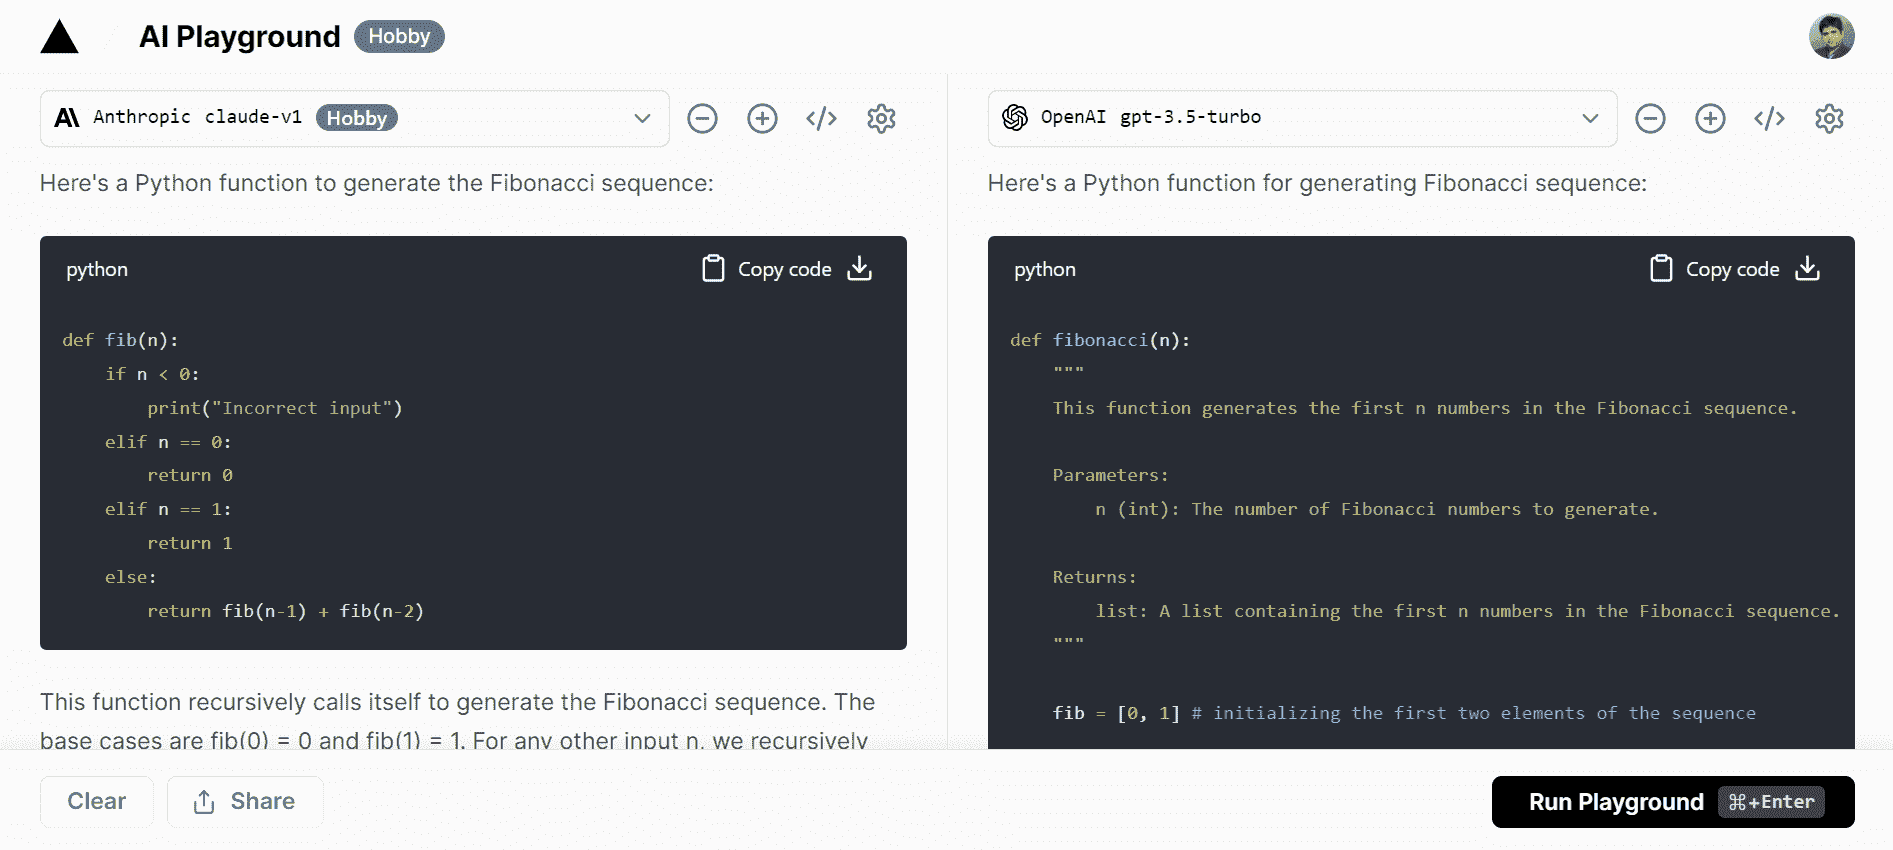 AI Playground Hobby
Anthropic claude-v1 Hobby
Here's a Python function to generate the Fibonacci sequence:
python Copy code
def fib(n):
    if n < 0:
        print("Incorrect input")
    elif n == 0:
        return 0
    elif n == 1:
        return 1
    else:
        return fib(n-1) + fib(n-2)
This function recursively calls itself to generate the Fibonacci sequence. The
base cases are fib(0) = 0 and fib(1) = 1. For any other input n, we recursively
OpenAI gpt-3.5-turbo
Here's a Python function for generating Fibonacci sequence:
python Copy code
def fibonacci(n):
    """
    This function generates the first n numbers in the Fibonacci sequence.
    Parameters:
        n (int): The number of Fibonacci numbers to generate.
    Returns:
        list: A list containing the first n numbers in the Fibonacci sequence.
    """
    fib = [0, 1] # initializing the first two elements of the sequence
Clear Share Run Playground ⌘+Enter